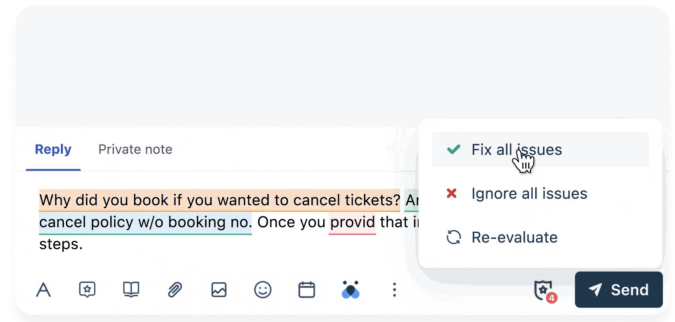 Reply Private note
Why did you book if you wanted to cancel tickets?
cancel policy w/o booking no. Once you provid that
steps.
Fix all issues
Ignore all issues
Re-evaluate
4
Send